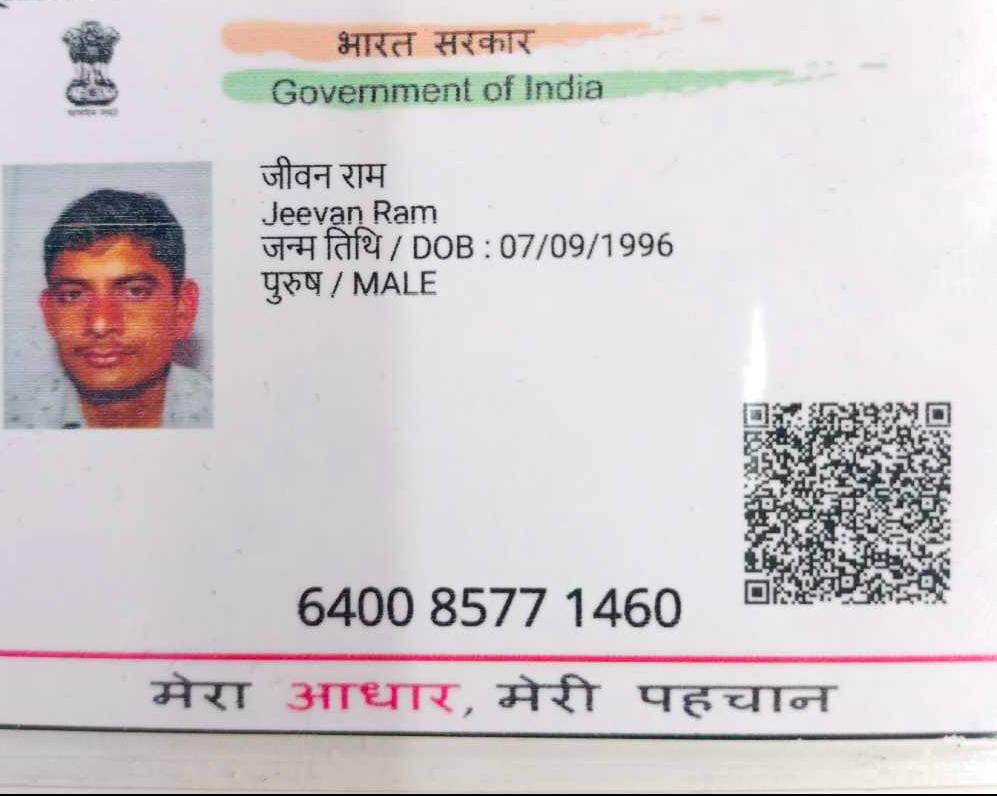 भारत सरकार
Government of India
जीवन राम
Jeevan Ram
जन्म तिथि / DOB : 07/09/1996
पुरुष / MALE
6400 8577 1460
मेरा आधार, मेरी पहचान